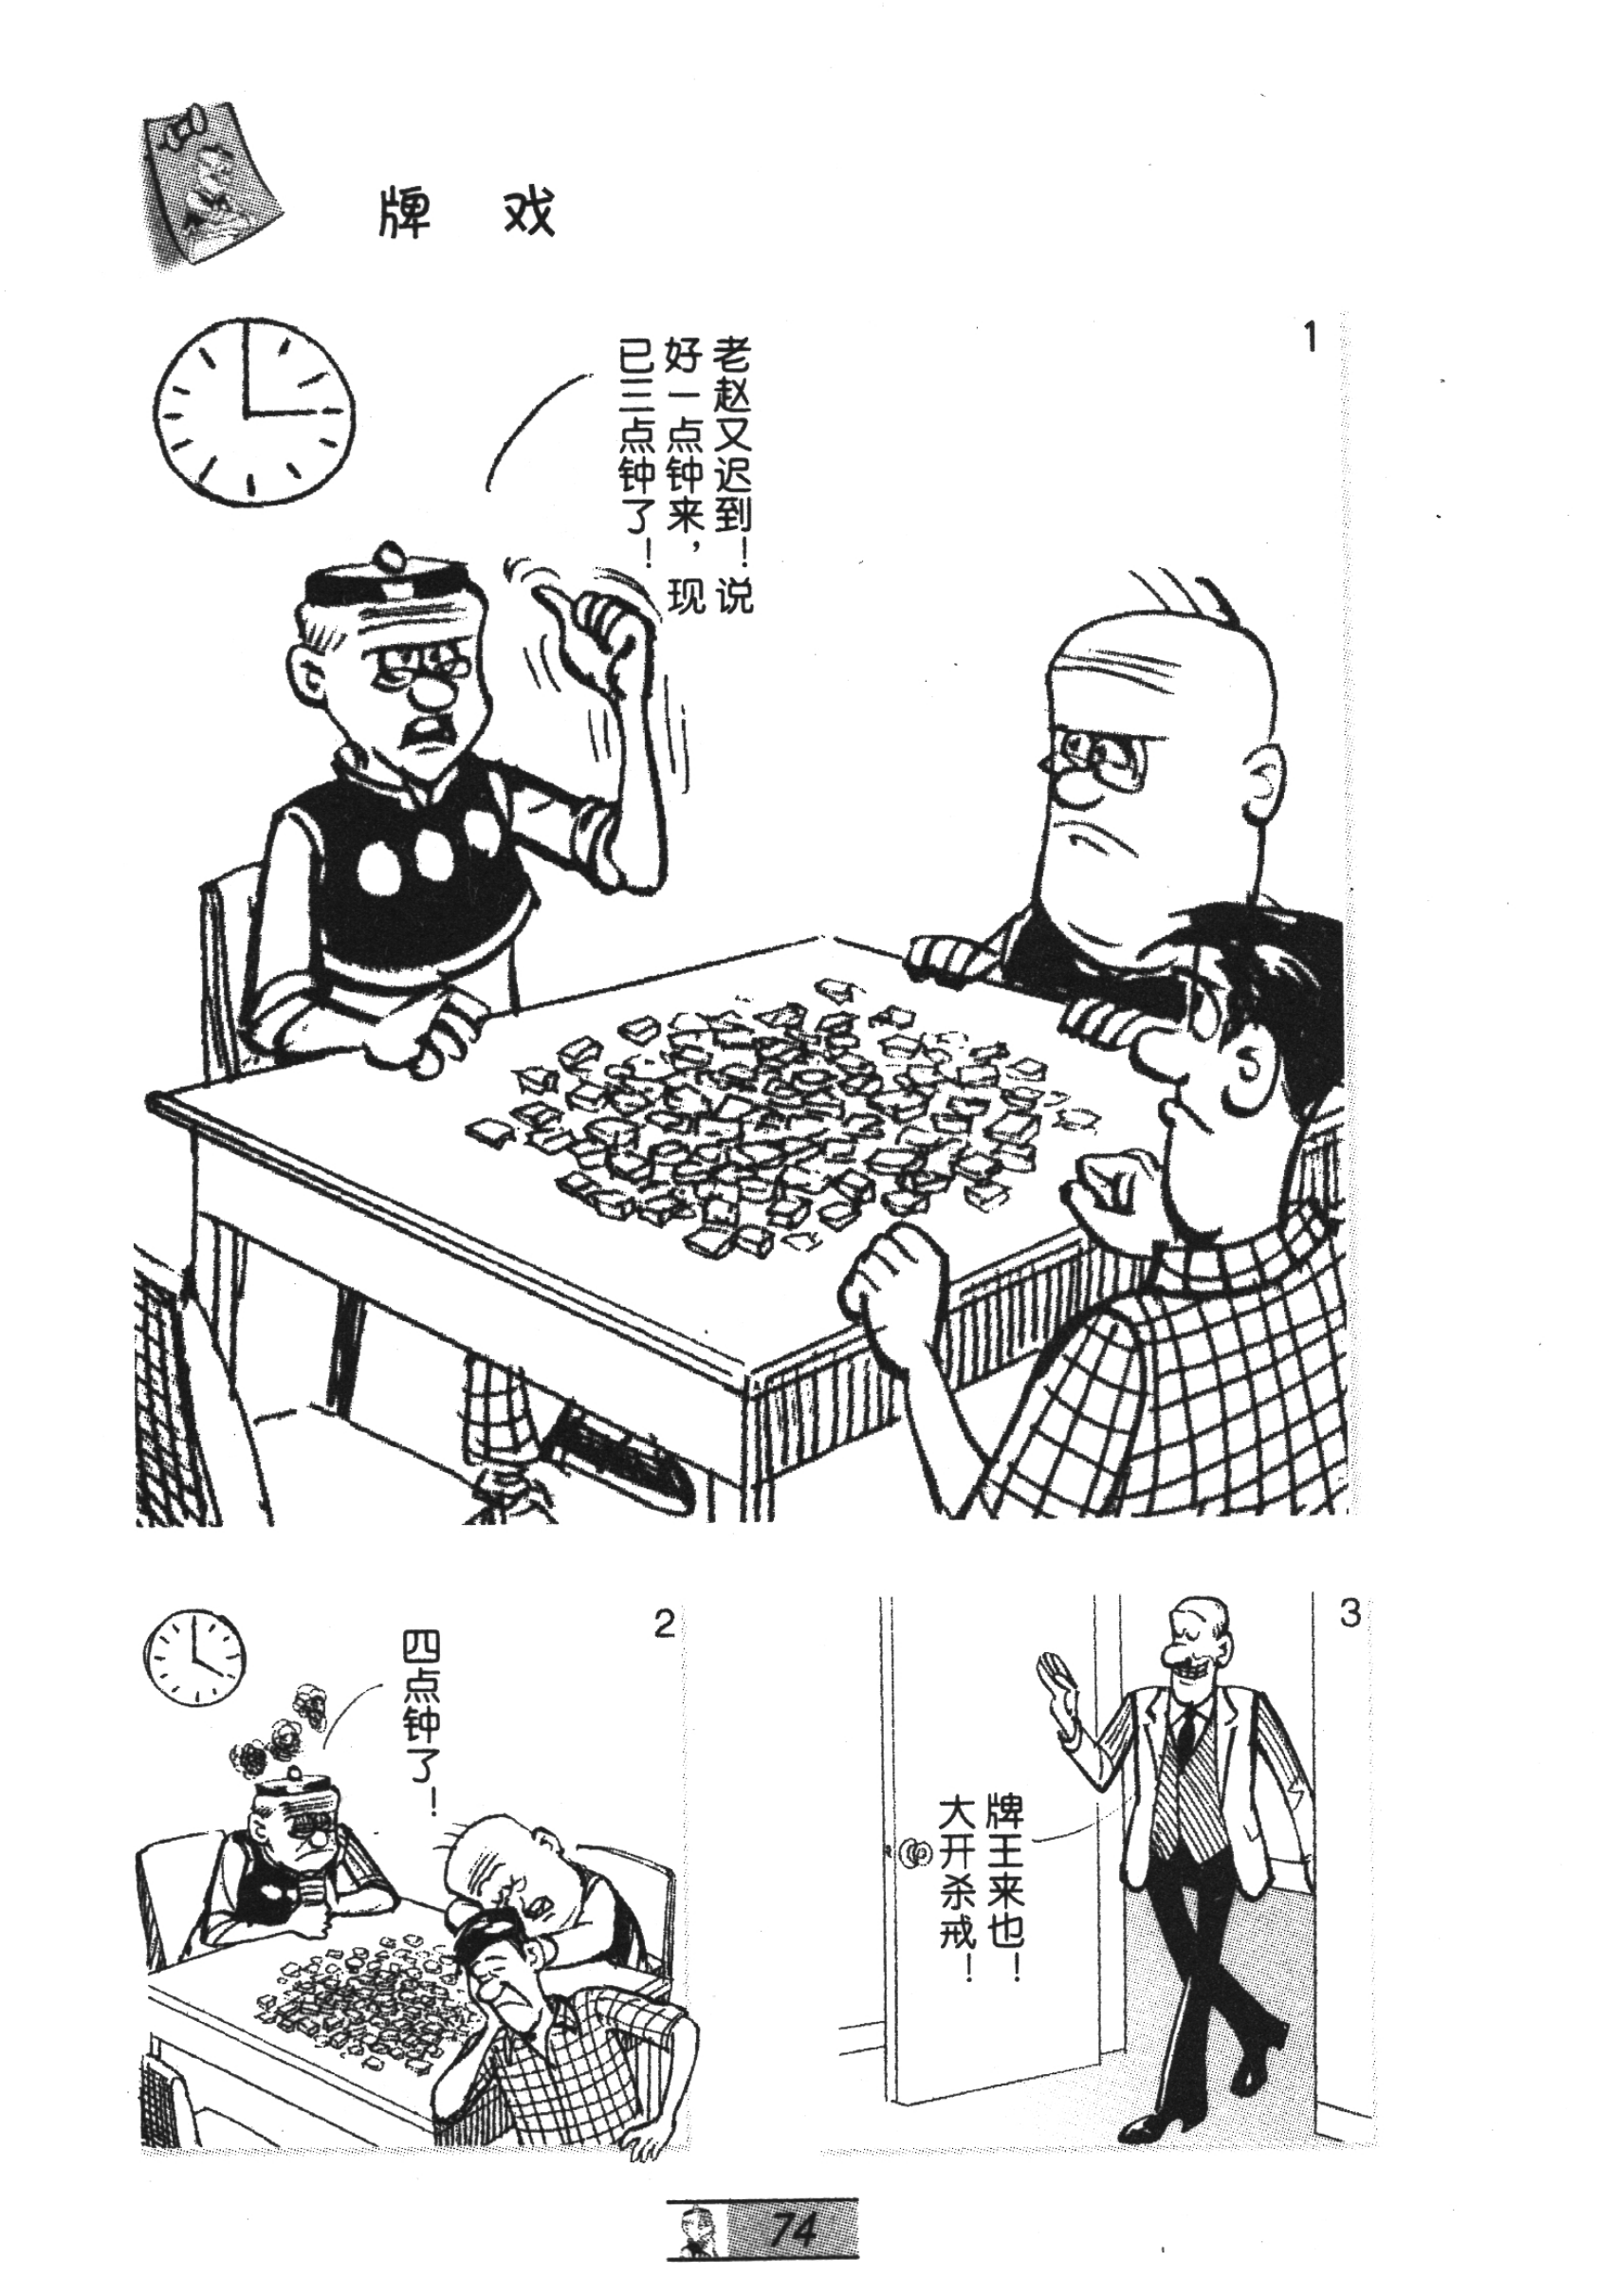 牌戏
1
老赵又迟到！说
好一点钟来，现
已三点钟了！
2
四点钟了！
3
牌王来也！
大开杀戒！
74